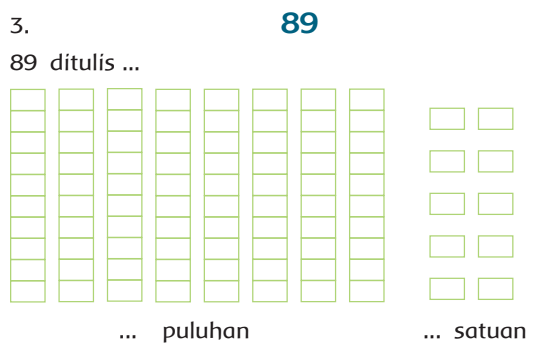 3. 89
89 ditulis ...
... puluhan ... satuan